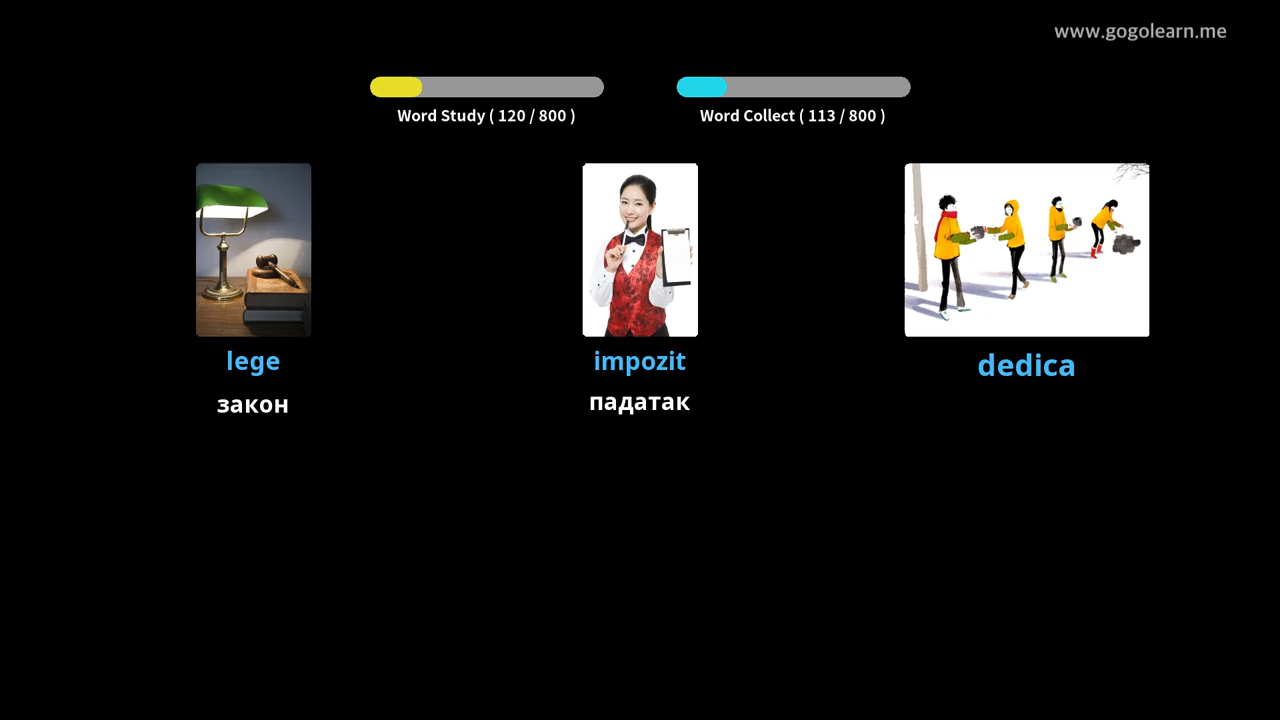 www.gogolearn.me
Word Study ( 120 / 800 )
Word Collect ( 113 / 800 )
lege
impozit
dedica
закон
падатак